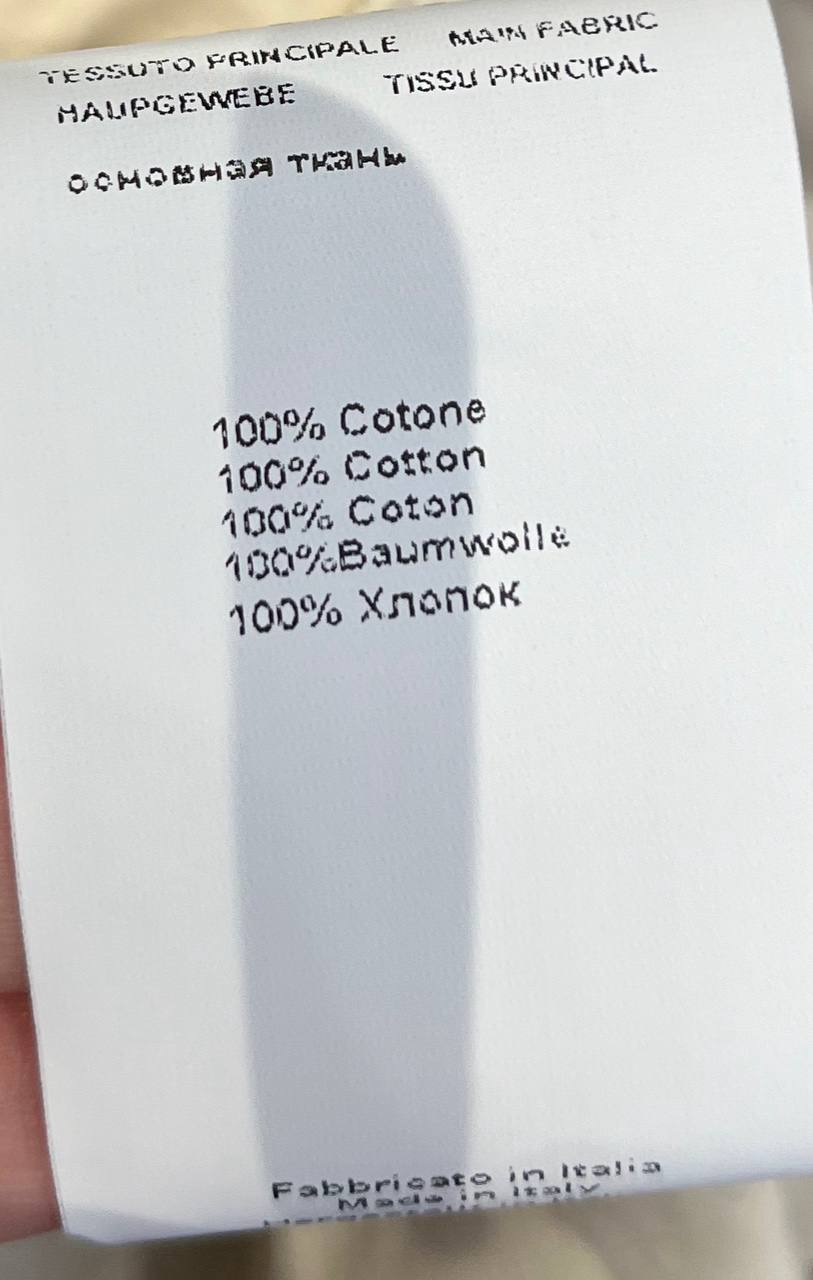 TESSUTO PRINCIPALE MAIN FABRIC
HAUPGEWEBE TISSU PRINCIPAL
основная ткань
100% Cotone
100% Cotton
100% Coton
100%Baumwolle
100% Хлопок
Fabbricato in Italia
Made in Italy